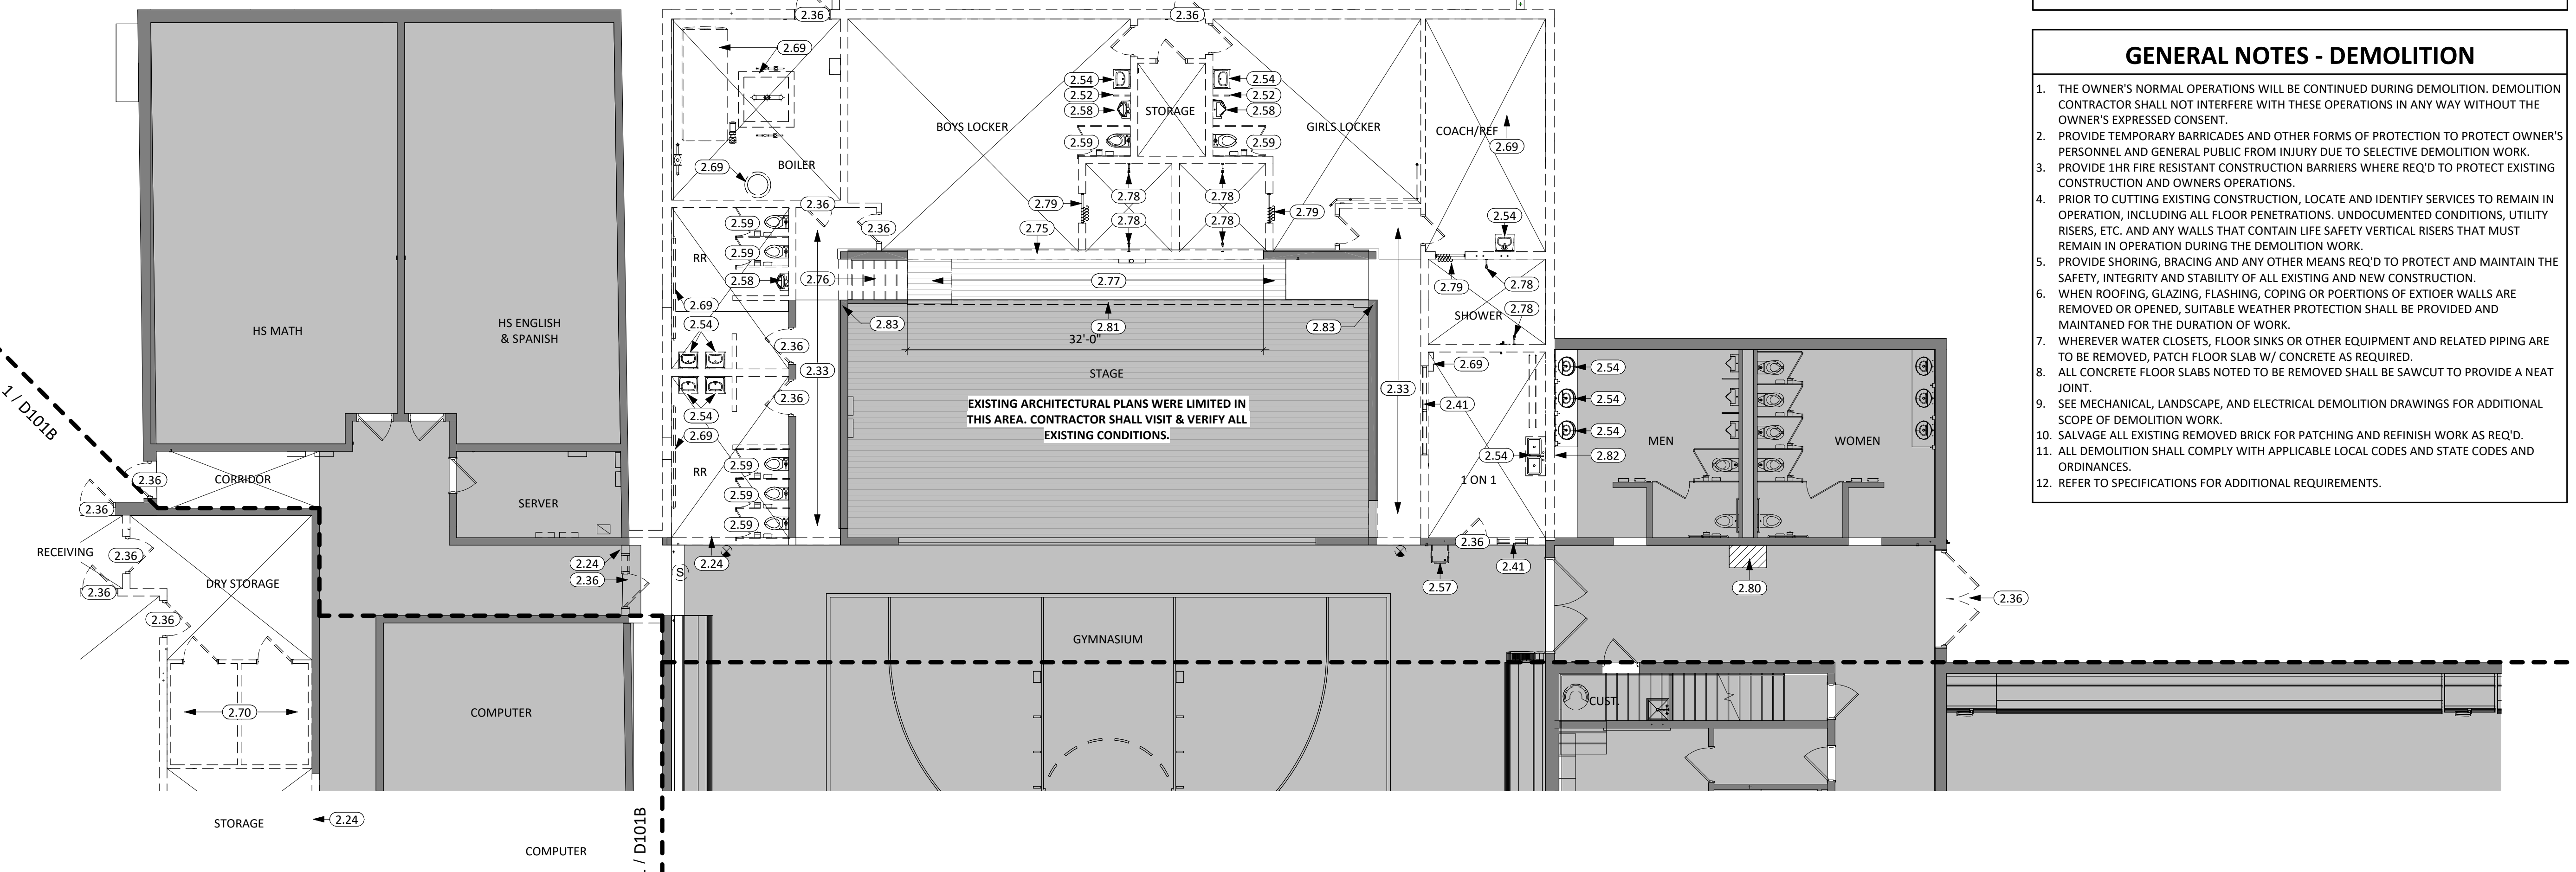 2.36
2.36
2.69
2.54
2.52
2.58
2.59
STORAGE
2.54
2.52
2.58
2.59
BOYS LOCKER
GIRLS LOCKER
COACH/REF
2.69
BOILER
2.69
2.36
2.36
2.79
2.78
2.78
2.78
2.78
2.79
2.75
2.54
2.59
2.59
RR
2.58
2.76
2.77
2.79
2.78
2.78
SHOWER
2.69
2.54
2.83
2.81
2.83
32'-0"
2.36
HS MATH
HS ENGLISH
& SPANISH
2.33
STAGE
2.33
2.69
2.36
2.41
2.54
2.54
2.54
2.54
EXISTING ARCHITECTURAL PLANS WERE LIMITED IN
THIS AREA. CONTRACTOR SHALL VISIT & VERIFY ALL
EXISTING CONDITIONS.
1 / D101B
2.54
2.69
RR
2.59
2.59
2.59
2.54
2.82
MEN
WOMEN
1 ON 1
2.36
CORRIDOR
SERVER
2.36
RECEIVING
2.36
2.36
DRY STORAGE
2.36
2.24
2.36
S
2.24
2.36
2.41
2.57
2.80
2.36
GYMNASIUM
COMPUTER
2.70
CUST.
STORAGE
2.24
COMPUTER
/ D101B
GENERAL NOTES - DEMOLITION
1. THE OWNER'S NORMAL OPERATIONS WILL BE CONTINUED DURING DEMOLITION. DEMOLITION
CONTRACTOR SHALL NOT INTERFERE WITH THESE OPERATIONS IN ANY WAY WITHOUT THE
OWNER'S EXPRESSED CONSENT.
2. PROVIDE TEMPORARY BARRICADES AND OTHER FORMS OF PROTECTION TO PROTECT OWNER'S
PERSONNEL AND GENERAL PUBLIC FROM INJURY DUE TO SELECTIVE DEMOLITION WORK.
3. PROVIDE 1HR FIRE RESISTANT CONSTRUCTION BARRIERS WHERE REQ'D TO PROTECT EXISTING
CONSTRUCTION AND OWNERS OPERATIONS.
4. PRIOR TO CUTTING EXISTING CONSTRUCTION, LOCATE AND IDENTIFY SERVICES TO REMAIN IN
OPERATION, INCLUDING ALL FLOOR PENETRATIONS. UNDOCUMENTED CONDITIONS, UTILITY
RISERS, ETC. AND ANY WALLS THAT CONTAIN LIFE SAFETY VERTICAL RISERS THAT MUST
REMAIN IN OPERATION DURING THE DEMOLITION WORK.
5. PROVIDE SHORING, BRACING AND ANY OTHER MEANS REQ'D TO PROTECT AND MAINTAIN THE
SAFETY, INTEGRITY AND STABILITY OF ALL EXISTING AND NEW CONSTRUCTION.
6. WHEN ROOFING, GLAZING, FLASHING, COPING OR POERTIONS OF EXTIOER WALLS ARE
REMOVED OR OPENED, SUITABLE WEATHER PROTECTION SHALL BE PROVIDED AND
MAINTANED FOR THE DURATION OF WORK.
7. WHEREVER WATER CLOSETS, FLOOR SINKS OR OTHER EQUIPMENT AND RELATED PIPING ARE
TO BE REMOVED, PATCH FLOOR SLAB W/ CONCRETE AS REQUIRED.
8. ALL CONCRETE FLOOR SLABS NOTED TO BE REMOVED SHALL BE SAWCUT TO PROVIDE A NEAT
JOINT.
9. SEE MECHANICAL, LANDSCAPE, AND ELECTRICAL DEMOLITION DRAWINGS FOR ADDITIONAL
SCOPE OF DEMOLITION WORK.
10. SALVAGE ALL EXISTING REMOVED BRICK FOR PATCHING AND REFINISH WORK AS REQ'D.
11. ALL DEMOLITION SHALL COMPLY WITH APPLICABLE LOCAL CODES AND STATE CODES AND
ORDINANCES.
12. REFER TO SPECIFICATIONS FOR ADDITIONAL REQUIREMENTS.